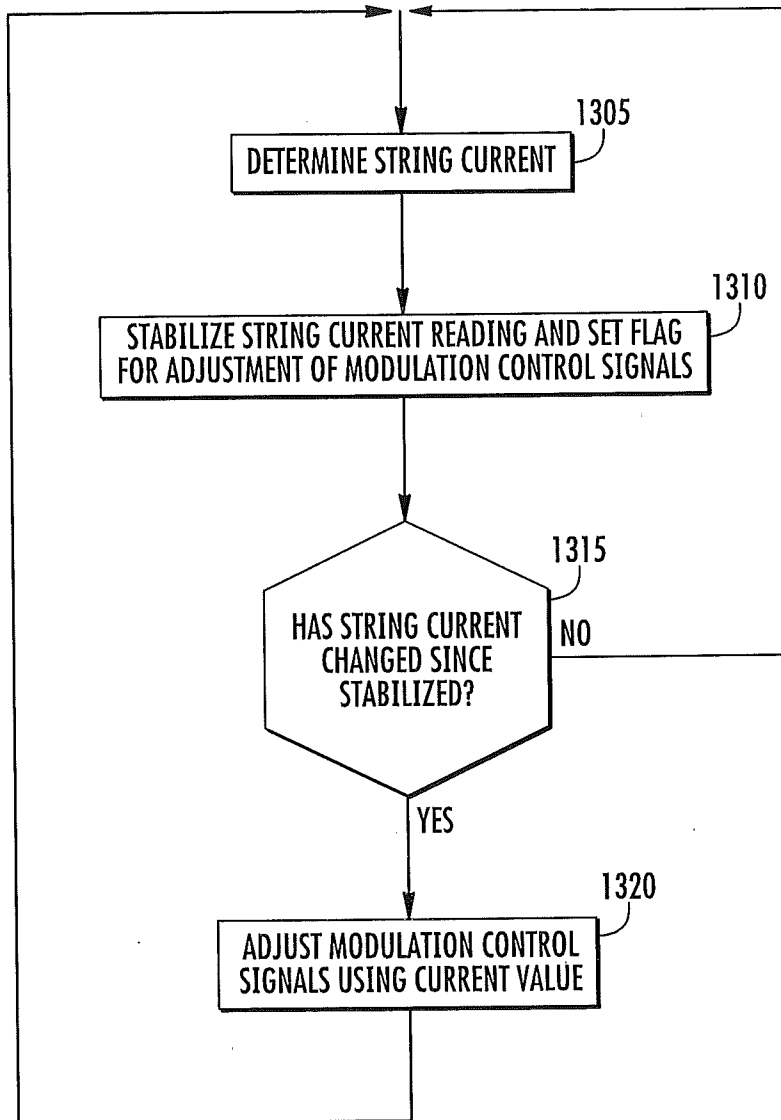 1305
DETERMINE STRING CURRENT
1310
STABILIZE STRING CURRENT READING AND SET FLAG
FOR ADJUSTMENT OF MODULATION CONTROL SIGNALS
1315
HAS STRING CURRENT
CHANGED SINCE
STABILIZED?
NO
YES
1320
ADJUST MODULATION CONTROL
SIGNALS USING CURRENT VALUE